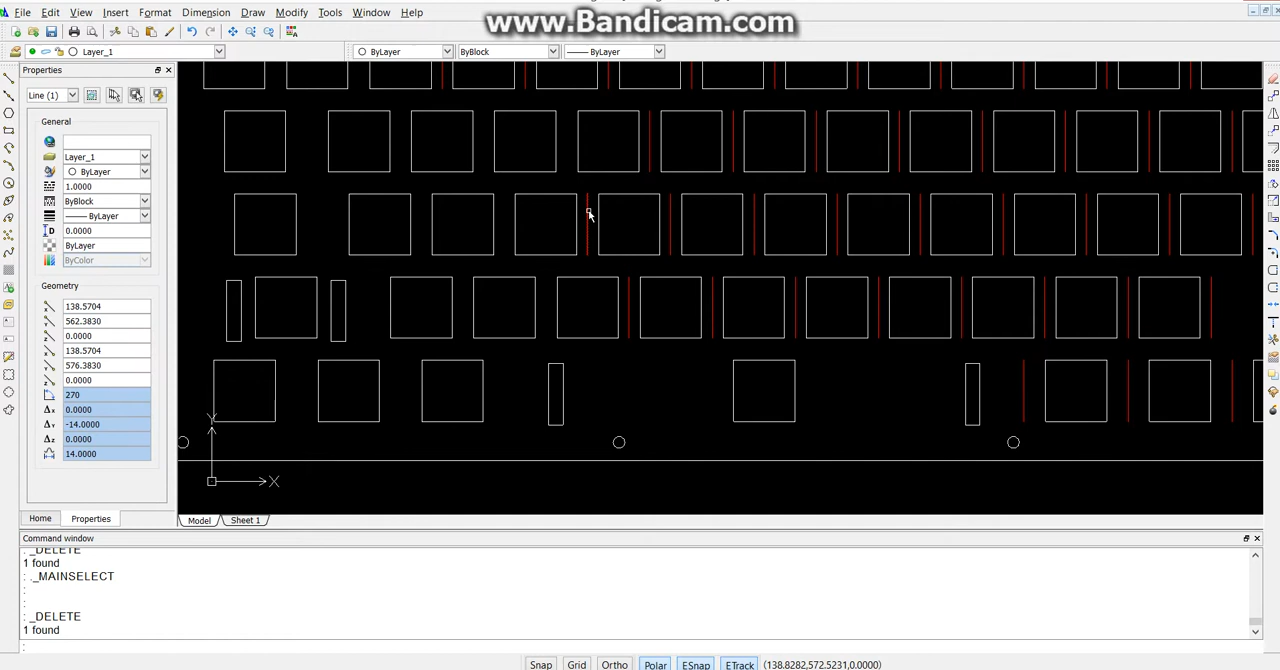 www.Bandicam.com
File Edit View Insert Format Dimension Draw Modify Tools Window Help
Layer_1 ByLayer ByBlock ByLayer
Properties
Line (1)
General
Layer_1
ByLayer
1.0000
ByBlock
ByLayer
0.0000
ByLayer
ByColor
Geometry
138.5704
562.3830
0.0000
138.5704
576.3830
0.0000
270
0.0000
-14.0000
0.0000
14.0000
Y
X
Home Properties
Model Sheet 1
Command window
: _DELETE
1 found
: ._MAINSELECT
:
:
: _DELETE
1 found
:
Snap Grid Ortho Polar ESnap ETrack (138.8282,572.5231,0.0000)